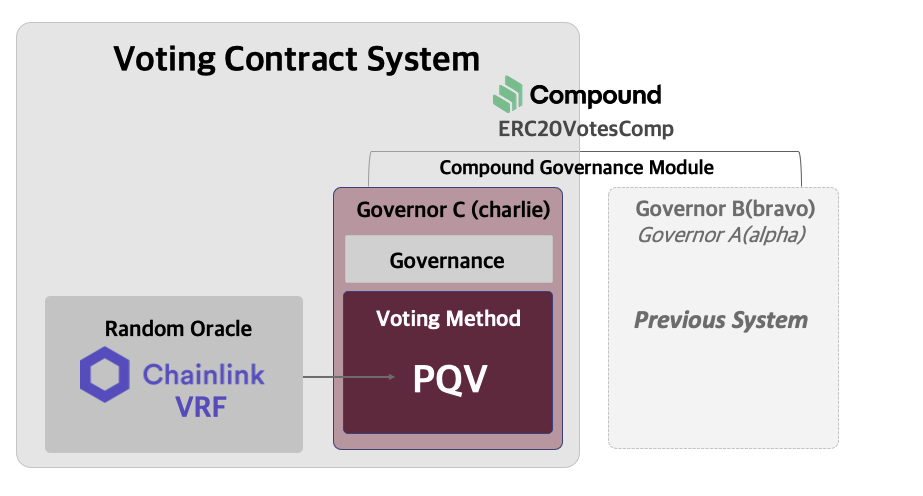 Voting Contract System
Compound
ERC20VotesComp
Compound Governance Module
Governor C (charlie)
Governance
Voting Method
PQV
Random Oracle
Chainlink
VRF
Governor B(bravo)
Governor A(alpha)
Previous System